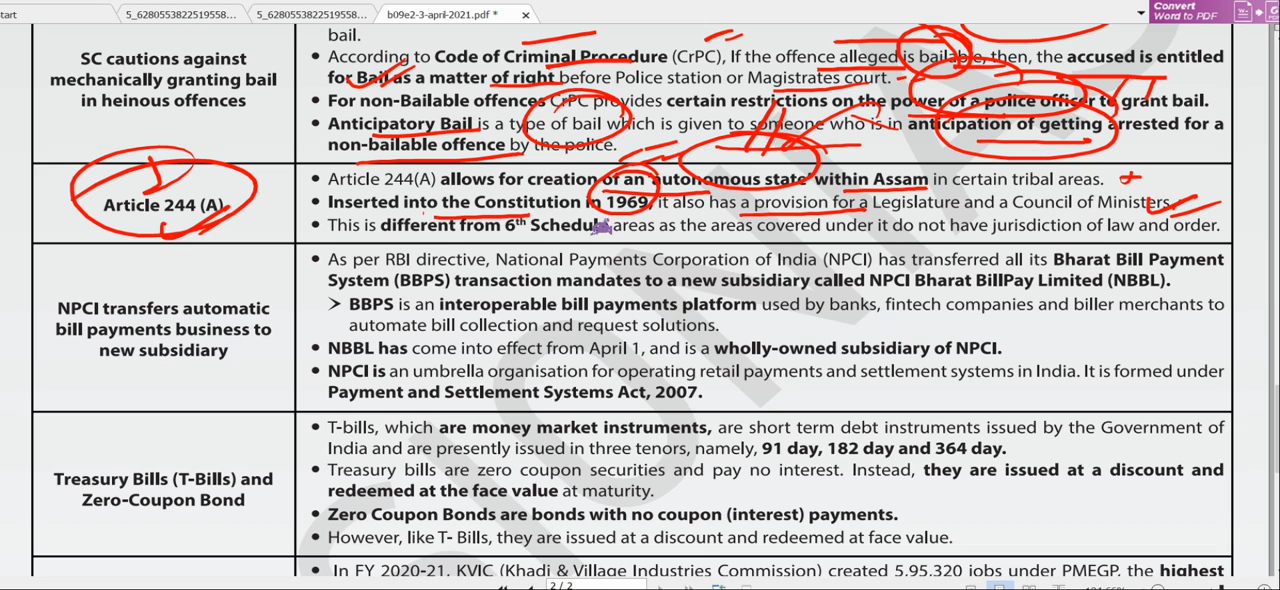 tart
5_6280553822519558...
5_6280553822519558...
b09e2-3-april-2021.pdf *
×
Convert
Word to PDF
SC cautions against
mechanically granting bail
in heinous offences
bail.
• According to Code of Criminal Procedure (CrPC), If the offence alleged is bailable, then, the accused is entitled
for Bail as a matter of right before Police station or Magistrates court.
• For non-Bailable offences CrPC provides certain restrictions on the power of a police officer to grant bail.
• Anticipatory Bail is a type of bail which is given to someone who is in anticipation of getting arrested for a
non-bailable offence by the police.
Article 244 (A)
• Article 244(A) allows for creation of an 'autonomous state' within Assam in certain tribal areas.
• Inserted into the Constitution in 1969, it also has a provision for a Legislature and a Council of Ministers.
• This is different from 6th Schedul areas as the areas covered under it do not have jurisdiction of law and order.
NPCI transfers automatic
bill payments business to
new subsidiary
• As per RBI directive, National Payments Corporation of India (NPCI) has transferred all its Bharat Bill Payment
System (BBPS) transaction mandates to a new subsidiary called NPCI Bharat BillPay Limited (NBBL).
➢ BBPS is an interoperable bill payments platform used by banks, fintech companies and biller merchants to
automate bill collection and request solutions.
• NBBL has come into effect from April 1, and is a wholly-owned subsidiary of NPCI.
• NPCI is an umbrella organisation for operating retail payments and settlement systems in India. It is formed under
Payment and Settlement Systems Act, 2007.
Treasury Bills (T-Bills) and
Zero-Coupon Bond
• T-bills, which are money market instruments, are short term debt instruments issued by the Government of
India and are presently issued in three tenors, namely, 91 day, 182 day and 364 day.
• Treasury bills are zero coupon securities and pay no interest. Instead, they are issued at a discount and
redeemed at the face value at maturity.
• Zero Coupon Bonds are bonds with no coupon (interest) payments.
• However, like T- Bills, they are issued at a discount and redeemed at face value.
• In FY 2020-21, KVIC (Khadi & Village Industries Commission) created 5,95,320 jobs under PMEGP, the highest
2 / 2